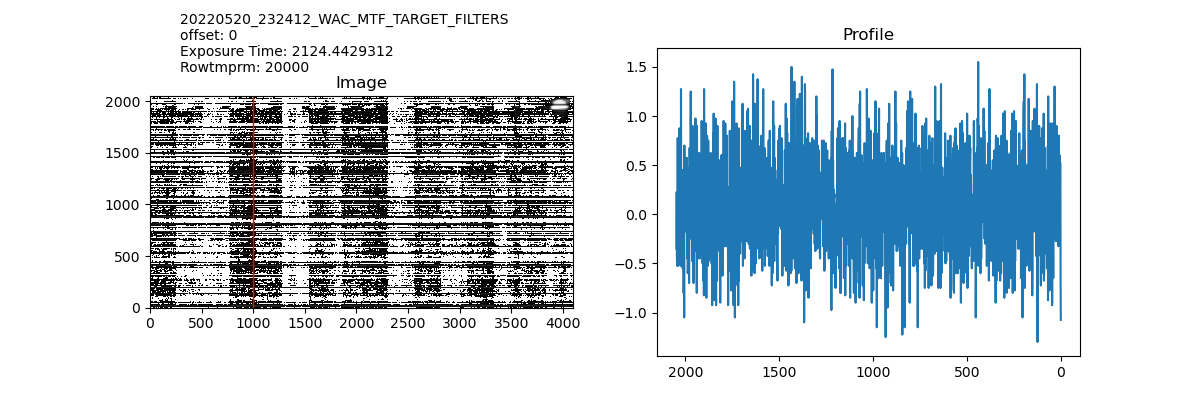 20220520_232412_WAC_MTF_TARGET_FILTERS
offset: 0
Exposure Time: 2124.4429312
Rowtmprm: 20000
Image
2000
1500
1000
500
0
0 500 1000 1500 2000 2500 3000 3500 4000
Profile
1.5
1.0
0.5
0.0
−0.5
−1.0
2000 1500 1000 500 0